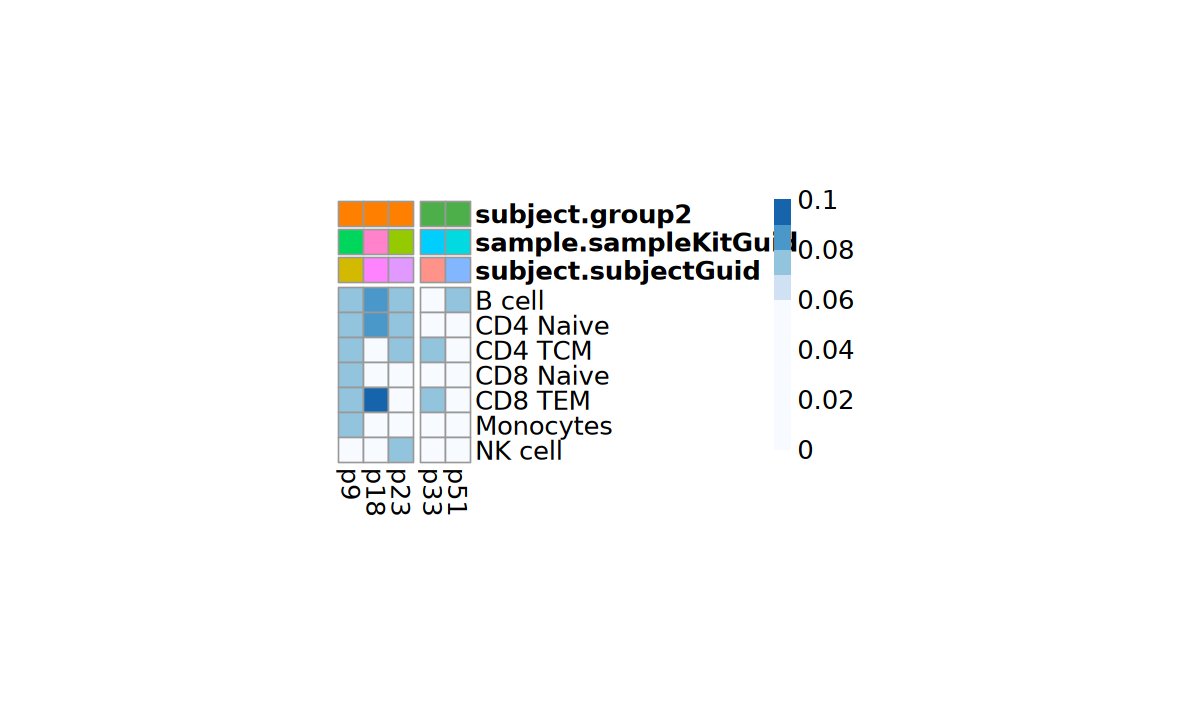 subject.group2
sample.sampleKitGuid
subject.subjectGuid
B cell
CD4 Naive
CD4 TCM
CD8 Naive
CD8 TEM
Monocytes
NK cell
p9
p18
p23
p33
p51
0.1
0.08
0.06
0.04
0.02
0